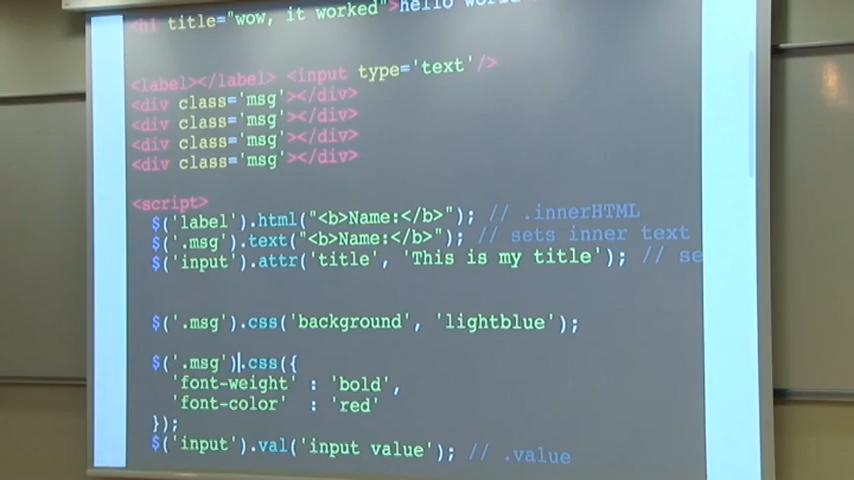 <h1 title="wow, it worked">hello world
<label></label> <input type='text'/>
<div class='msg'></div>
<div class='msg'></div>
<div class='msg'></div>
<div class='msg'></div>
<script>
$('label').html("<b>Name:</b>"); // .innerHTML
$('.msg').text("<b>Name:</b>"); // sets inner text
$('input').attr('title', 'This is my title'); // se
$('.msg').css('background', 'lightblue');
$('.msg').css({
'font-weight' : 'bold',
'font-color' : 'red'
});
$('input').val('input value'); // .value